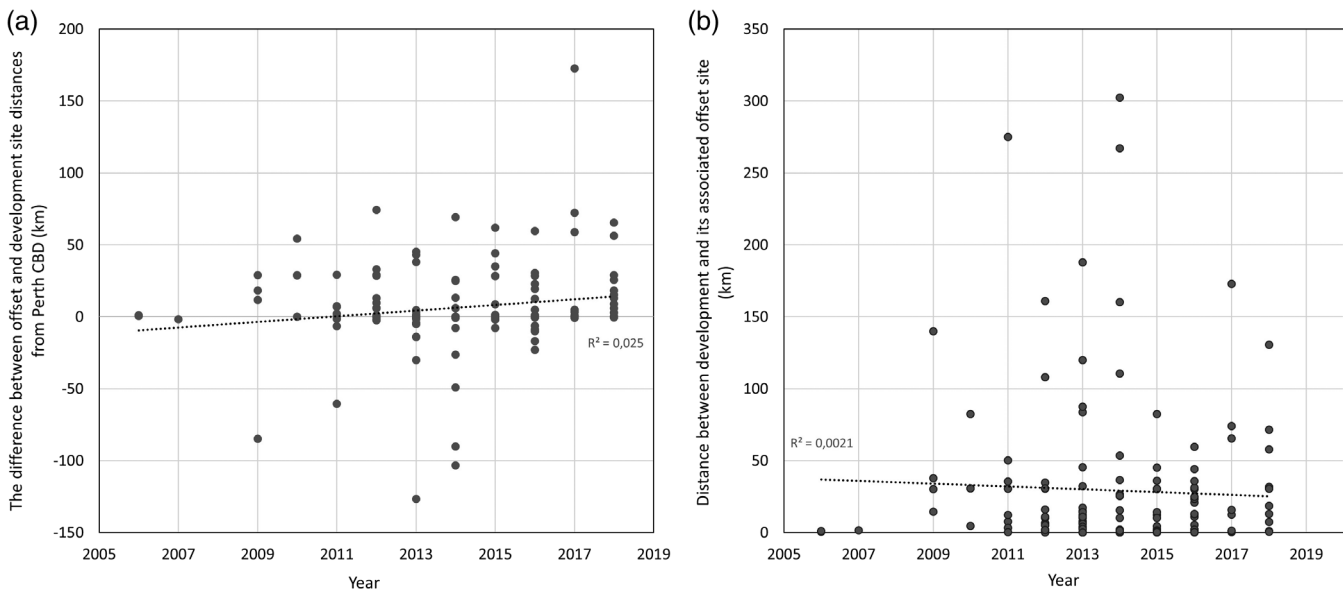 (a)
The difference between offset and development site distances
from Perth CBD (km)
200
150
100
50
0
-50
-100
-150
2005 2007 2009 2011 2013 2015 2017 2019
Year
R² = 0,025
(b)
Distance between development and its associated offset site
(km)
350
300
250
200
150
100
50
0
2005 2007 2009 2011 2013 2015 2017 2019
Year
R² = 0,0021